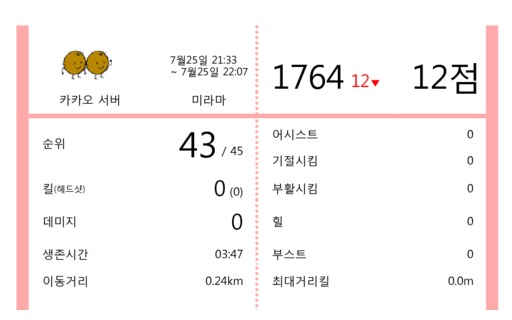 7월25일 21:33
~ 7월25일 22:07
카카오 서버 미라마
1764 12▼ 12점
순위 43 / 45
킬(헤드샷) 0 (0)
데미지 0
생존시간 03:47
이동거리 0.24km
어시스트 0
기절시킴 0
부활시킴 0
힐 0
부스트 0
최대거리킬 0.0m